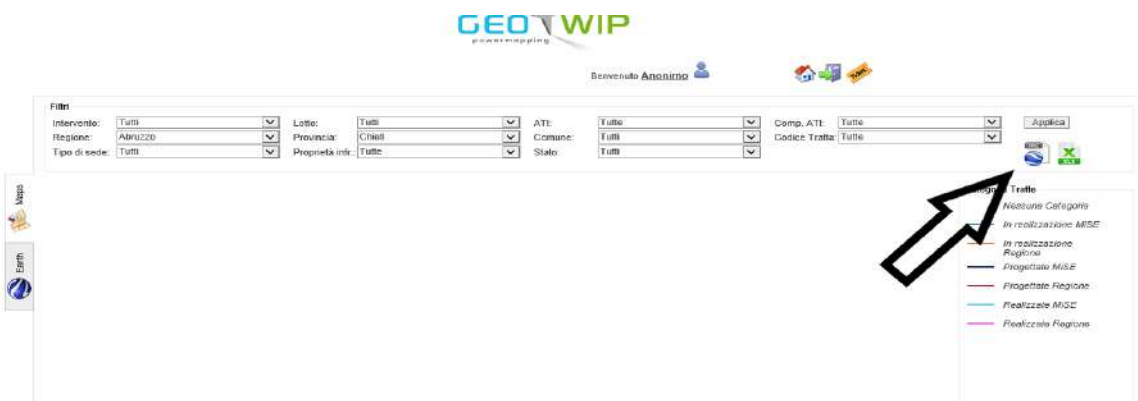 GEO WIP
powermapping
Benvenuto Anonimo
Filtri
Intervento: Tutti Lotto: Tutti ATI: Tutte Comp. ATI: Tutte Applica
Regione: Abruzzo Provincia: Chieti Comune: Tutti Codice Tratta: Tutte
Tipo di sede: Tutti Proprietà infr.: Tutte Stato: Tutti
Maps
Earth
Tratte
Nessuna Categoria
In realizzazione MISE
In realizzazione
Regione
Progettate MiSE
Progettate Regione
Realizzate MiSE
Realizzate Regione